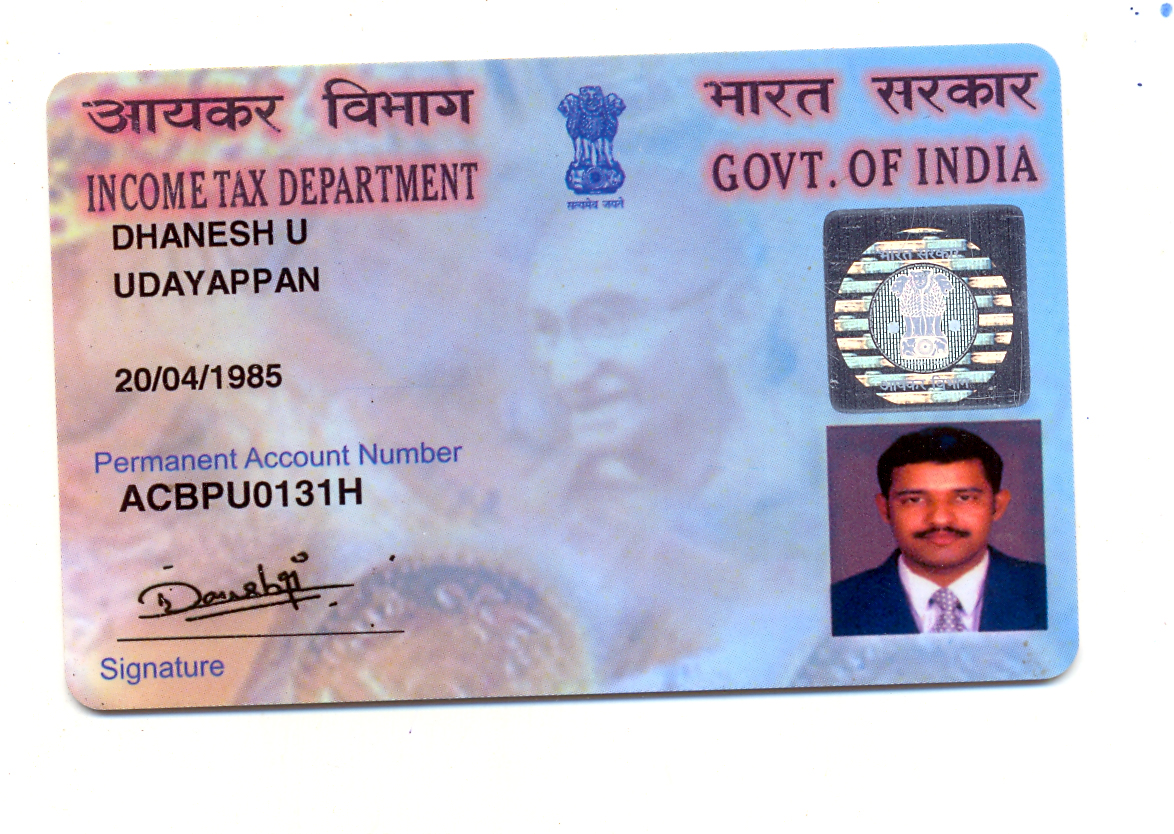 आयकर विभाग
भारत सरकार
INCOME TAX DEPARTMENT
GOVT. OF INDIA
सत्यमेव जयते
DHANESH U
UDAYAPPAN
20/04/1985
Permanent Account Number
ACBPU0131H
Signature
भारत सरकार
आयकर विभाग